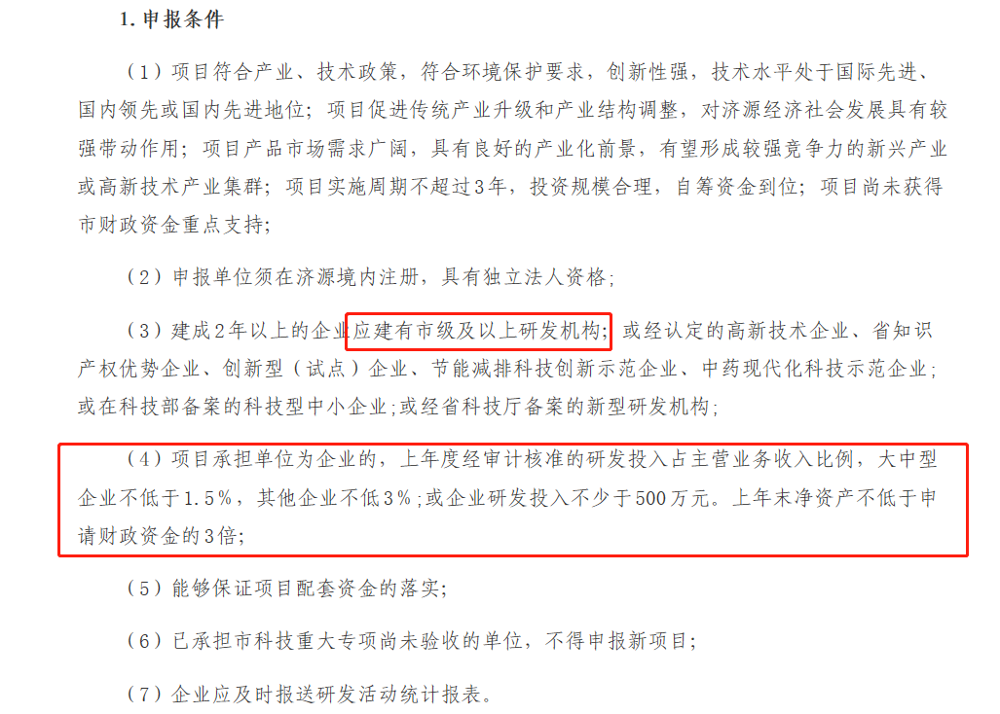 1.申报条件
（1）项目符合产业、技术政策，符合环境保护要求，创新性强，技术水平处于国际先进、
国内领先或国内先进地位；项目促进传统产业升级和产业结构调整，对济源经济社会发展具有较
强带动作用；项目产品市场需求广阔，具有良好的产业化前景，有望形成较强竞争力的新兴产业
或高新技术产业集群；项目实施周期不超过3年，投资规模合理，自筹资金到位；项目尚未获得
市财政资金重点支持；
（2）申报单位须在济源境内注册，具有独立法人资格；
（3）建成2年以上的企业应建有市级及以上研发机构；或经认定的高新技术企业、省知识
产权优势企业、创新型（试点）企业、节能减排科技创新示范企业、中药现代化科技示范企业;
或在科技部备案的科技型中小企业;或经省科技厅备案的新型研发机构;
（4）项目承担单位为企业的，上年度经审计核准的研发投入占主营业务收入比例，大中型
企业不低于1.5%，其他企业不低3%;或企业研发投入不少于500万元。上年末净资产不低于申
请财政资金的3倍；
（5）能够保证项目配套资金的落实；
（6）已承担市科技重大专项尚未验收的单位，不得申报新项目；
（7）企业应及时报送研发活动统计报表。